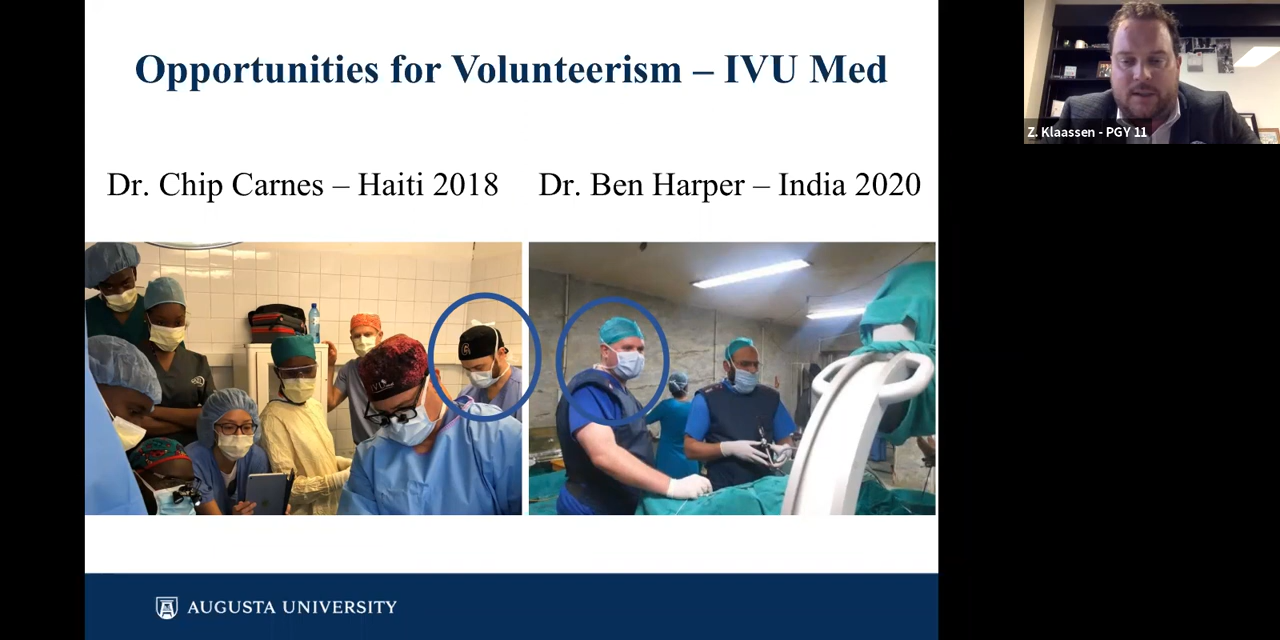 Opportunities for Volunteerism – IVU Med
Z. Klaassen - PGY 11
Dr. Chip Carnes – Haiti 2018
Dr. Ben Harper – India 2020
AUGUSTA UNIVERSITY